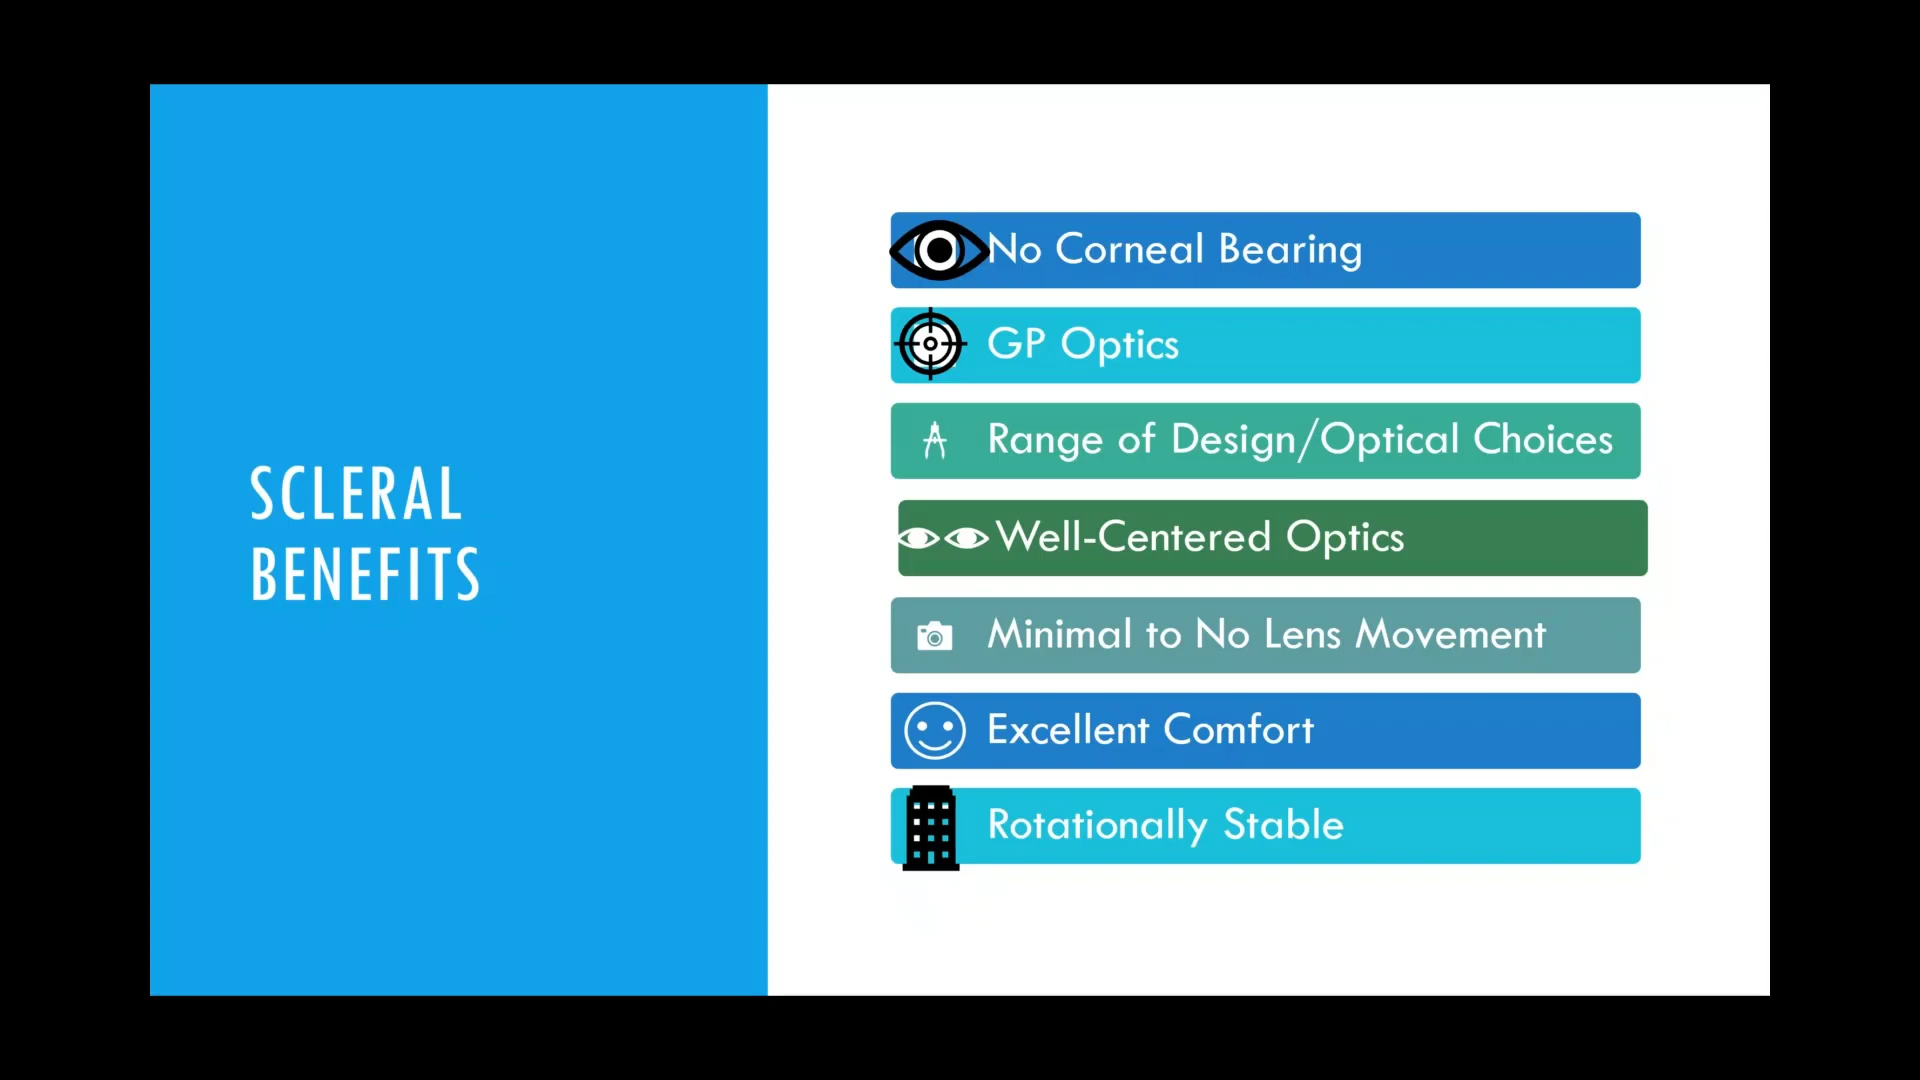 SCLERAL
BENEFITS
No Corneal Bearing
GP Optics
Range of Design/Optical Choices
Well-Centered Optics
Minimal to No Lens Movement
Excellent Comfort
Rotationally Stable